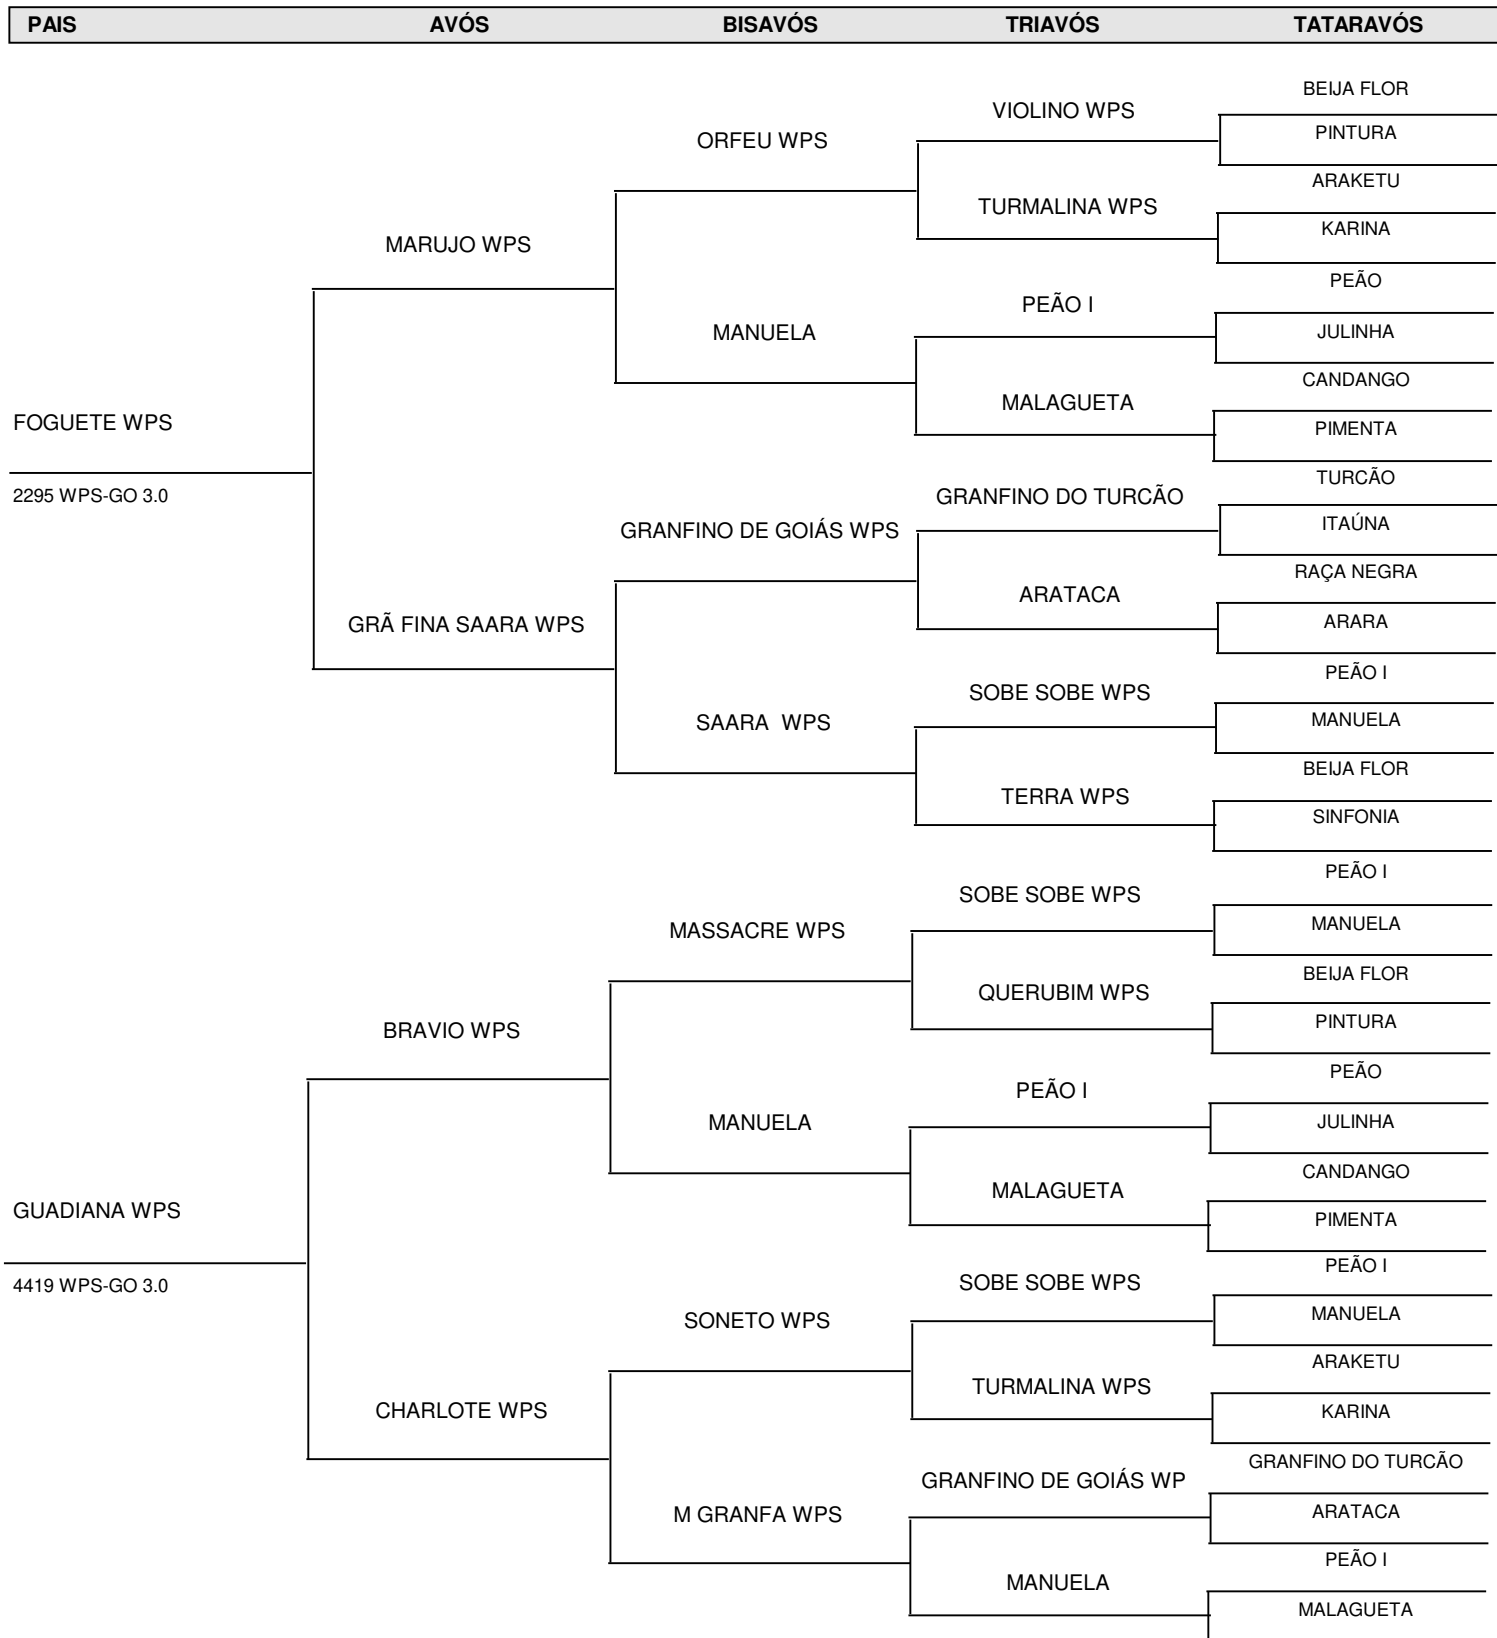 PAIS AVÓS BISAVÓS TRIAVÓS TATARAVÓS
BEIJA FLOR
VIOLINO WPS
PINTURA
ORFEU WPS
ARAKETU
TURMALINA WPS
KARINA
MARUJO WPS
PEÃO
PEÃO I
JULINHA
MANUELA
CANDANGO
MALAGUETA
PIMENTA
FOGUETE WPS
2295 WPS-GO 3.0
TURCÃO
GRANFINO DO TURCÃO
ITAÚNA
GRANFINO DE GOIÁS WPS
RAÇA NEGRA
ARATACA
ARARA
GRÃ FINA SAARA WPS
PEÃO I
SOBE SOBE WPS
MANUELA
SAARA  WPS
BEIJA FLOR
TERRA WPS
SINFONIA
PEÃO I
SOBE SOBE WPS
MANUELA
MASSACRE WPS
BEIJA FLOR
QUERUBIM WPS
PINTURA
BRAVIO WPS
PEÃO
PEÃO I
JULINHA
MANUELA
CANDANGO
MALAGUETA
PIMENTA
GUADIANA WPS
4419 WPS-GO 3.0
PEÃO I
SOBE SOBE WPS
MANUELA
SONETO WPS
ARAKETU
TURMALINA WPS
KARINA
CHARLOTE WPS
GRANFINO DO TURCÃO
GRANFINO DE GOIÁS WP
ARATACA
M GRANFA WPS
PEÃO I
MANUELA
MALAGUETA